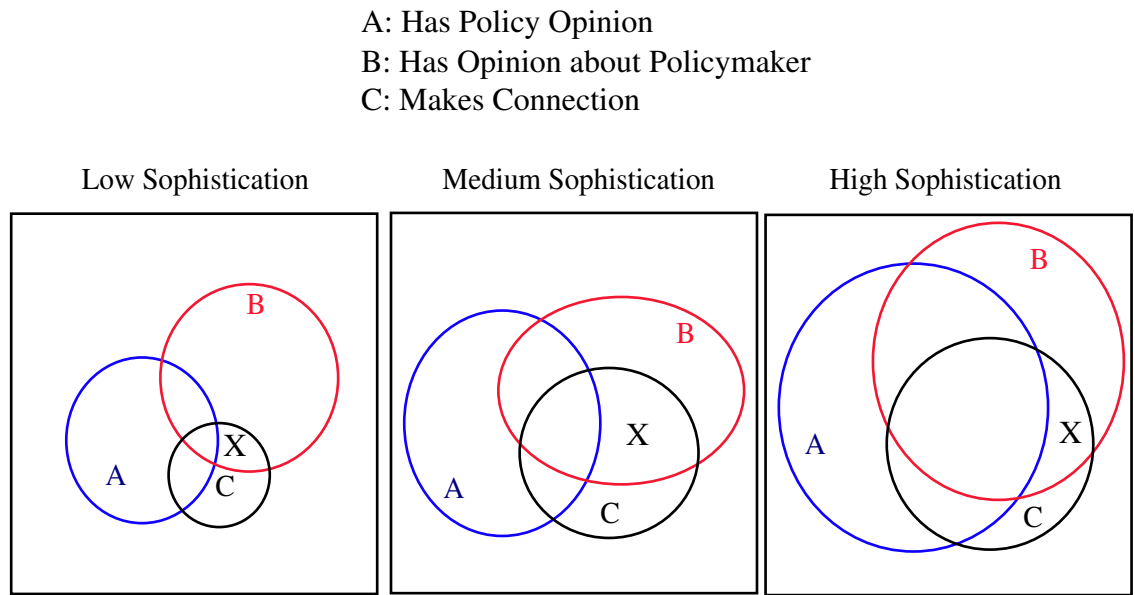 A: Has Policy Opinion
B: Has Opinion about Policymaker
C: Makes Connection
Low Sophistication
Medium Sophistication
High Sophistication
B
X
A
C
B
X
A
C
B
X
A
C